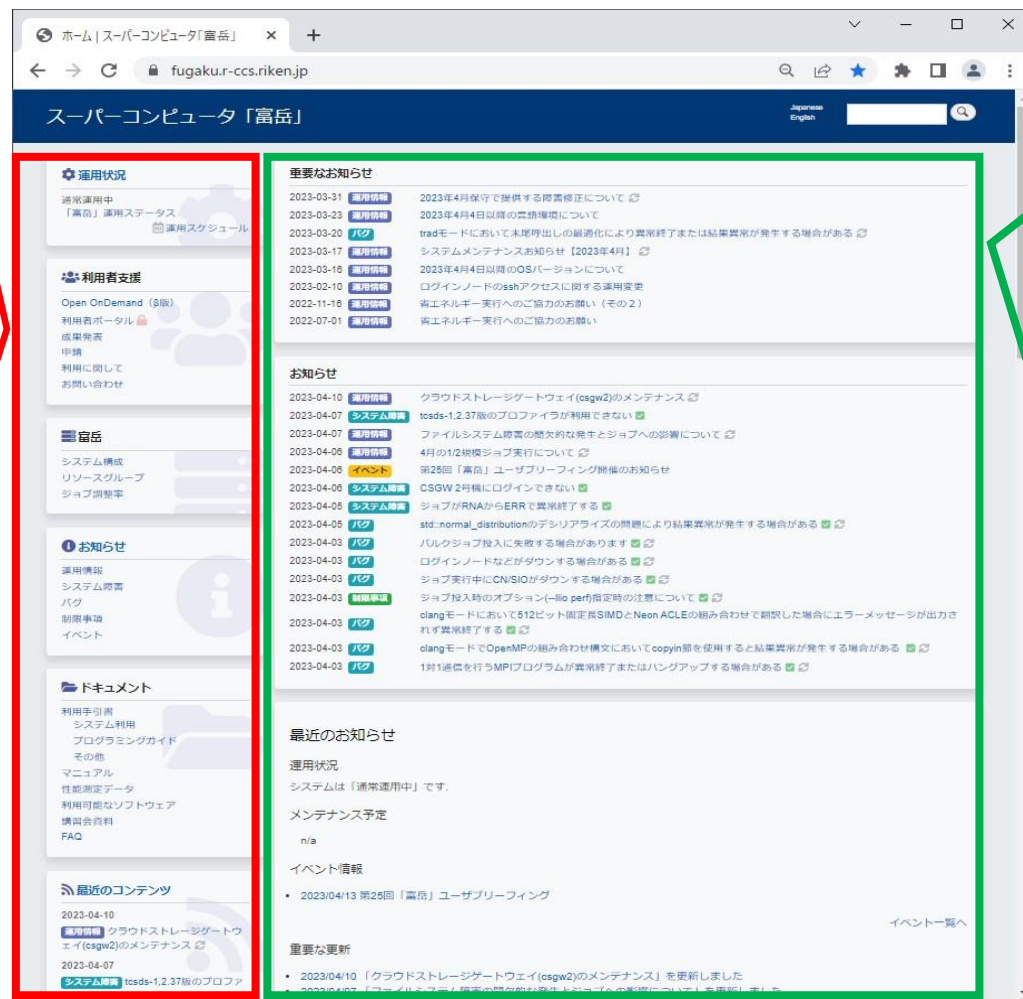 ホーム | スーパーコンピュータ「富岳」
fugaku.r-ccs.riken.jp
スーパーコンピュータ「富岳」
Japanese
English
運用状況
通常運用中
「富岳」運用ステータス
運用スケジュール
利用者支援
Open OnDemand（β版）
利用者ポータル
成果発表
申請
利用に関して
お問い合わせ
富岳
システム構成
リソースグループ
ジョブ調整率
お知らせ
運用情報
システム障害
バグ
制限事項
イベント
ドキュメント
利用手引書
システム利用
プログラミングガイド
その他
マニュアル
性能測定データ
利用可能なソフトウェア
講習会資料
FAQ
最近のコンテンツ
2023-04-10
運用情報 クラウドストレージゲートウ
ェイ(csgw2)のメンテナンス
2023-04-07
システム障害 tcsds-1,2.37版のプロファ
重要なお知らせ
2023-03-31 運用情報 2023年4月保守で提供する障害修正について
2023-03-23 運用情報 2023年4月4日以降の言語環境について
2023-03-20 バグ tradモードにおいて末尾呼出しの最適化により異常終了または結果異常が発生する場合がある
2023-03-17 運用情報 システムメンテナンスお知らせ【2023年4月】
2023-03-16 運用情報 2023年4月4日以降のOSバージョンについて
2023-02-10 運用情報 ログインノードのsshアクセスに関する運用変更
2022-11-16 運用情報 省エネルギー実行へのご協力のお願い（その２）
2022-07-01 運用情報 省エネルギー実行へのご協力のお願い
お知らせ
2023-04-10 運用情報 クラウドストレージゲートウェイ(csgw2)のメンテナンス
2023-04-07 システム障害 tcsds-1,2.37版のプロファイラが利用できない
2023-04-07 運用情報 ファイルシステム障害の間欠的な発生とジョブへの影響について
2023-04-06 運用情報 4月の1/2規模ジョブ実行について
2023-04-06 イベント 第25回「富岳」ユーザブリーフィング開催のお知らせ
2023-04-06 システム障害 CSGW 2号機にログインできない
2023-04-05 システム障害 ジョブがRNAからERRで異常終了する
2023-04-05 バグ std::normal_distributionのデシリアライズの問題により結果異常が発生する場合がある
2023-04-03 バグ バルクジョブ投入に失敗する場合があります
2023-04-03 バグ ログインノードなどがダウンする場合がある
2023-04-03 バグ ジョブ実行中にCN/SIOがダウンする場合がある
2023-04-03 制限事項 ジョブ投入時のオプション(--llio perf)指定時の注意について
2023-04-03 バグ clangモードにおいて512ビット固定長SIMDとNeon ACLEの組み合わせで翻訳した場合にエラーメッセージが出力さ
れず異常終了する
2023-04-03 バグ clangモードでOpenMPの組み合わせ構文においてcopyin節を使用すると結果異常が発生する場合がある
2023-04-03 バグ 1対1通信を行うMPIプログラムが異常終了またはハングアップする場合がある
最近のお知らせ
運用状況
システムは「通常運用中」です.
メンテナンス予定
n/a
イベント情報
• 2023/04/13 第25回「富岳」ユーザブリーフィング
イベント一覧へ
重要な更新
• 2023/04/10 「クラウドストレージゲートウェイ(csgw2)のメンテナンス」を更新しました
• 2023/04/07 「ファイルシステム障害の間欠的な発生とジョブへの影響について」を更新しました